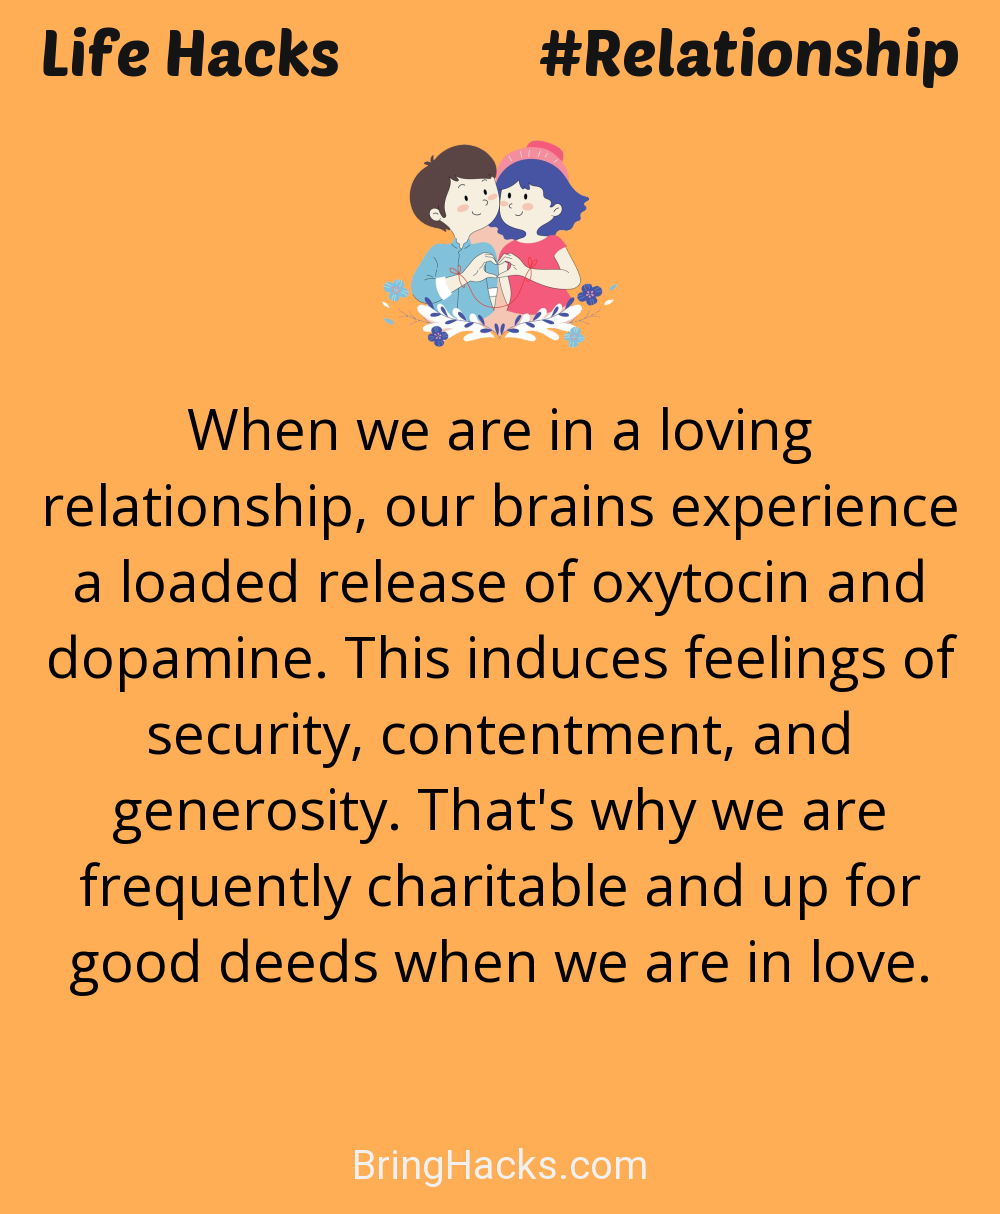 Life Hacks #Relationship
When we are in a loving
relationship, our brains experience
a loaded release of oxytocin and
dopamine. This induces feelings of
security, contentment, and
generosity. That's why we are
frequently charitable and up for
good deeds when we are in love.
BringHacks.com